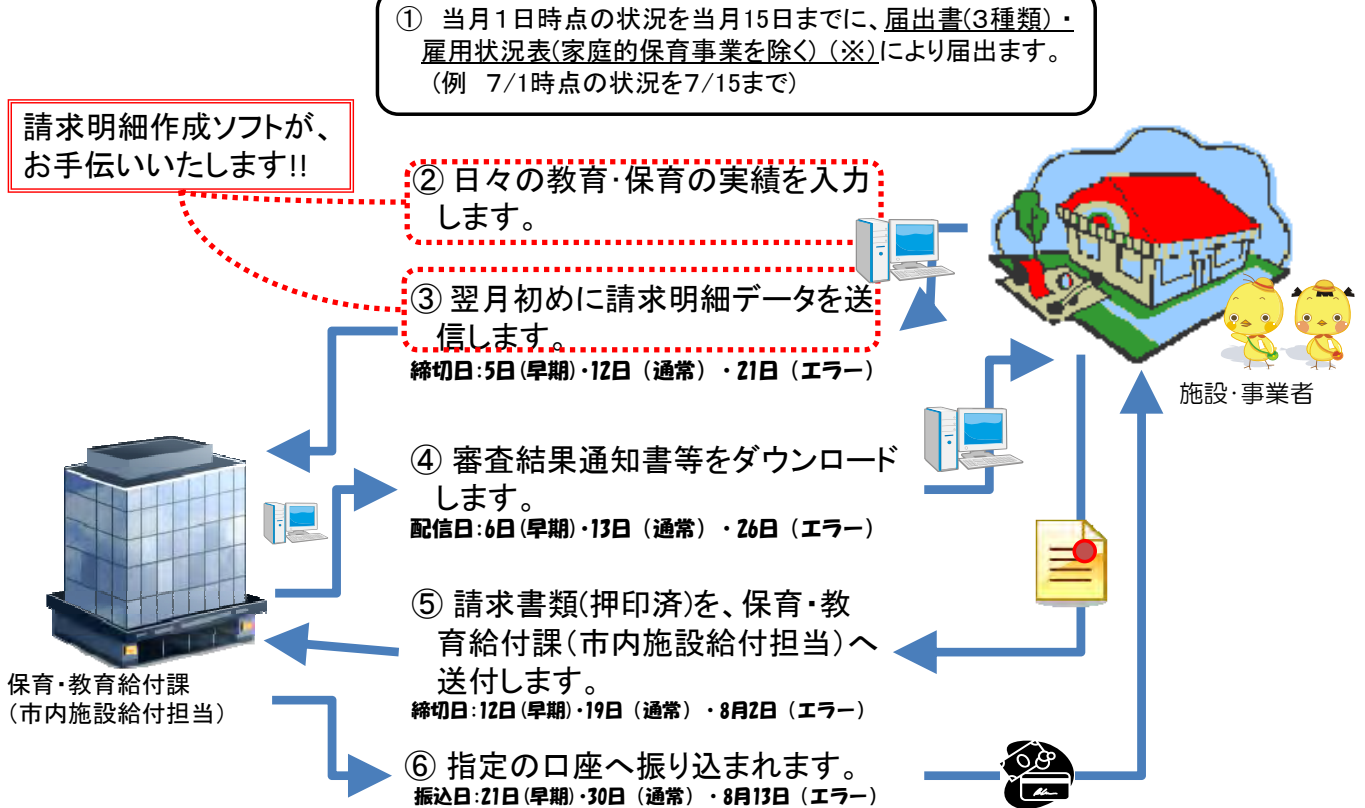 ① 当月1日時点の状況を当月15日までに、届出書(3種類)・
雇用状況表(家庭的保育事業を除く)(※)により届出ます。
(例 7/1時点の状況を7/15まで)
請求明細作成ソフトが、
お手伝いいたします!!
② 日々の教育・保育の実績を入力
します。
③ 翌月初めに請求明細データを送
信します。
締切日:5日(早期)・12日(通常)・21日(エラー)
施設・事業者
④ 審査結果通知書等をダウンロード
します。
配信日:6日(早期)・13日(通常)・26日(エラー)
⑤ 請求書類(押印済)を、保育・教
育給付課(市内施設給付担当)へ
送付します。
締切日:12日(早期)・19日(通常)・8月2日(エラー)
保育・教育給付課
(市内施設給付担当)
⑥ 指定の口座へ振り込まれます。
振込日:21日(早期)・30日(通常)・8月13日(エラー)